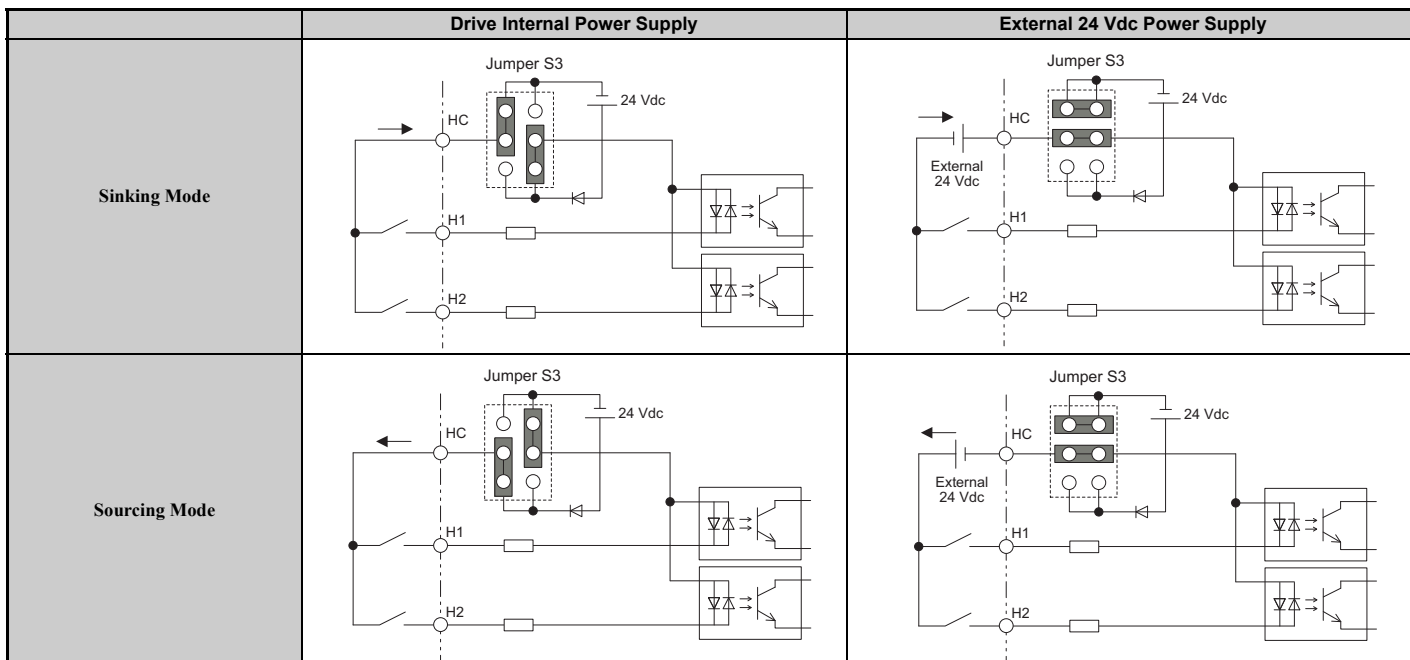 Drive Internal Power Supply
External 24 Vdc Power Supply
Sinking Mode
Jumper S3
24 Vdc
HC
H1
H2
Jumper S3
24 Vdc
HC
External
24 Vdc
H1
H2
Sourcing Mode
Jumper S3
24 Vdc
HC
H1
H2
Jumper S3
24 Vdc
HC
External
24 Vdc
H1
H2